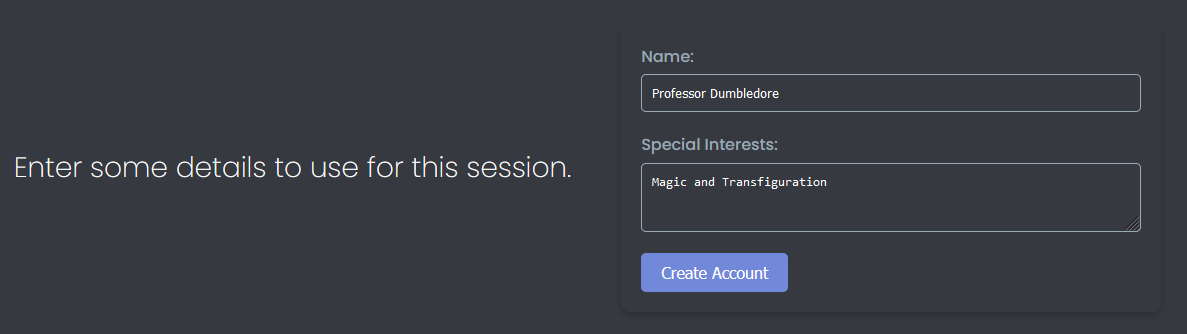 Enter some details to use for this session.
Name:
Professor Dumbledore
Special Interests:
Magic and Transfiguration
Create Account